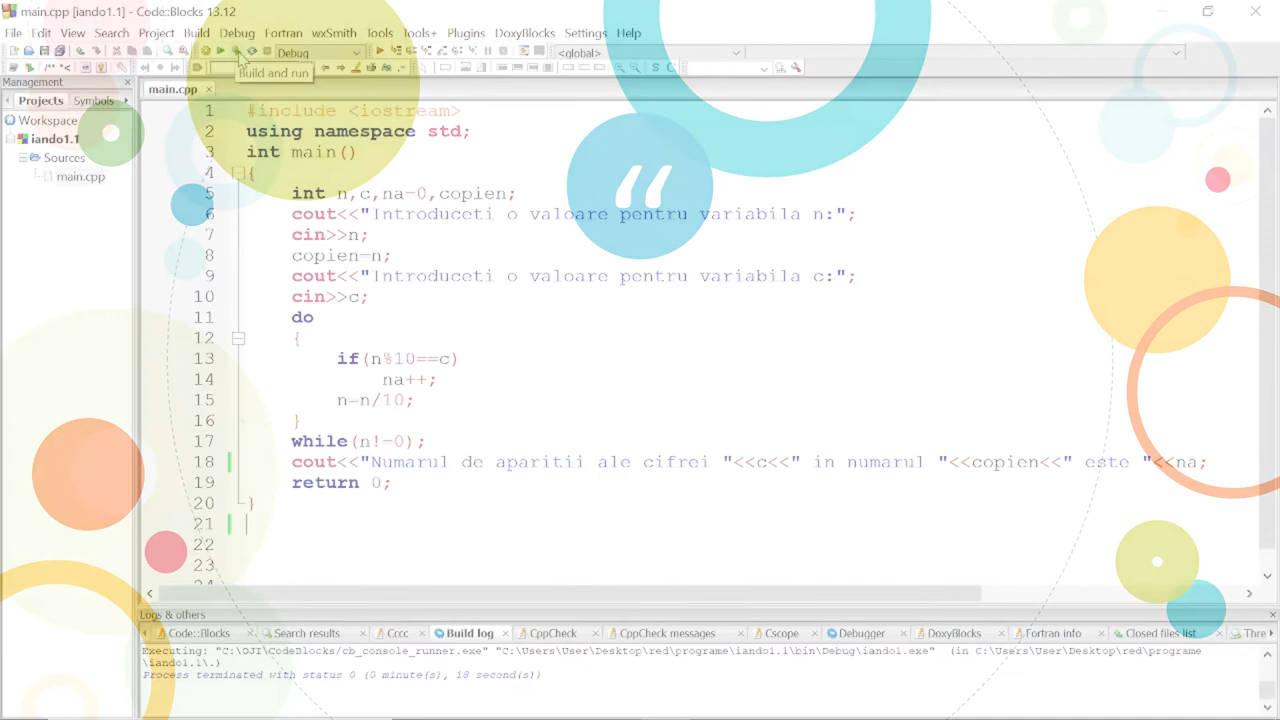 main.cpp [iando1.1] - Code::Blocks 13.12
File Edit View Search Project Build Debug Fortran wxSmith Tools Tools+ Plugins DoxyBlocks Settings Help
Debug <global>
Build and run
Management
Projects Symbols
Workspace
iando1.1
Sources
main.cpp
main.cpp
1 #include <iostream>
2 using namespace std;
3 int main()
4 {
5 int n,c,na=0,copien;
6 cout<<"Introduceti o valoare pentru variabila n:";
7 cin>>n;
8 copien=n;
9 cout<<"Introduceti o valoare pentru variabila c:";
10 cin>>c;
11 do
12 {
13 if(n%10==c)
14 na++;
15 n=n/10;
16 }
17 while(n!=0);
18 cout<<"Numarul de aparitii ale cifrei "<<c<<" in numarul "<<copien<<" este "<<na;
19 return 0;
20 }
21
22
23
24
“
Logs & others
Code::Blocks Search results Cccc Build log CppCheck CppCheck messages Cscope Debugger DoxyBlocks Fortran info Closed files list Thre
Executing: "C:\OJI\CodeBlocks/cb_console_runner.exe" "C:\Users\User\Desktop\red\programe\iando1.1\bin\Debug\iando1.exe" (in C:\Users\User\Desktop\red\programe
\iando1.1\.)
Process terminated with status 0 (0 minute(s), 18 second(s))